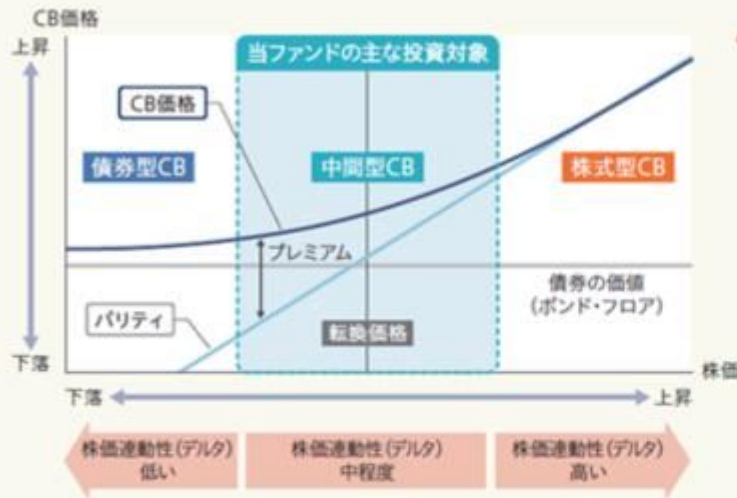 CB価格
上昇
当ファンドの主な投資対象
CB価格
債券型CB
中間型CB
株式型CB
プレミアム
債券の価値
(ボンド・フロア)
パリティ
転換価格
下落
株価
下落
上昇
株価連動性(デルタ)
低い
株価連動性(デルタ)
中程度
株価連動性(デルタ)
高い